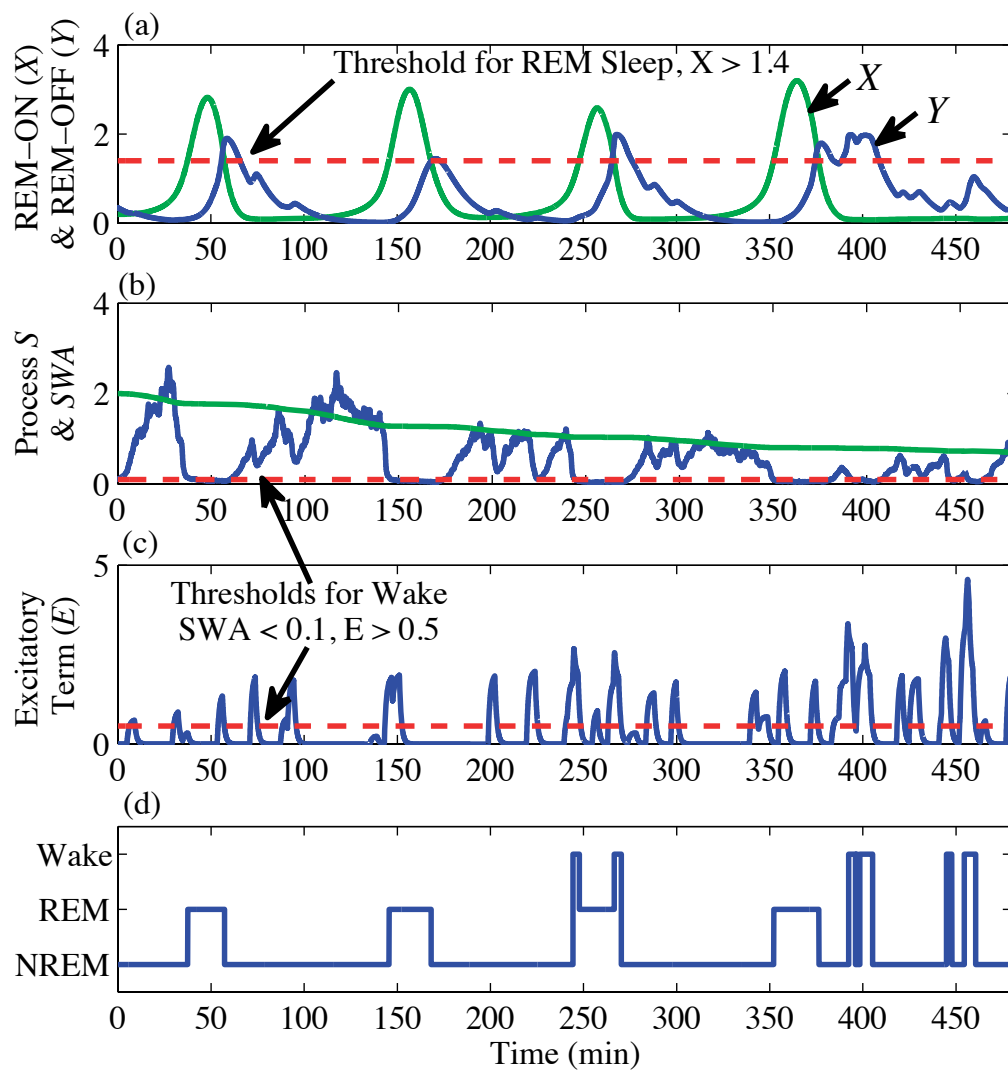 (a)
REM–ON (X)
& REM–OFF (Y)
4
2
0
Threshold for REM Sleep, X > 1.4
X
Y
0 50 100 150 200 250 300 350 400 450
(b)
Process S
& SWA
4
2
0
0 50 100 150 200 250 300 350 400 450
(c)
Excitatory
Term (E)
5
0
Thresholds for Wake
SWA < 0.1, E > 0.5
0 50 100 150 200 250 300 350 400 450
(d)
Wake
REM
NREM
0 50 100 150 200 250 300 350 400 450
Time (min)